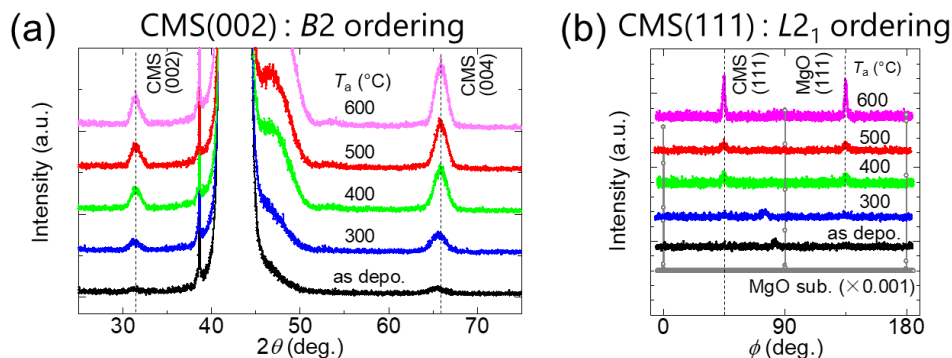 (a) CMS(002) : B2 ordering
CMS
(002)
Tₐ (°C)
600
500
400
300
as depo.
CMS
(004)
Intensity (a.u.)
30 40 50 60 70
2θ (deg.)
(b) CMS(111) : L2₁ ordering
CMS
(111)
MgO
(111)
Tₐ (°C)
600
500
400
300
as depo.
MgO sub. (×0.001)
Intensity (a.u.)
0 90 180
ϕ (deg.)